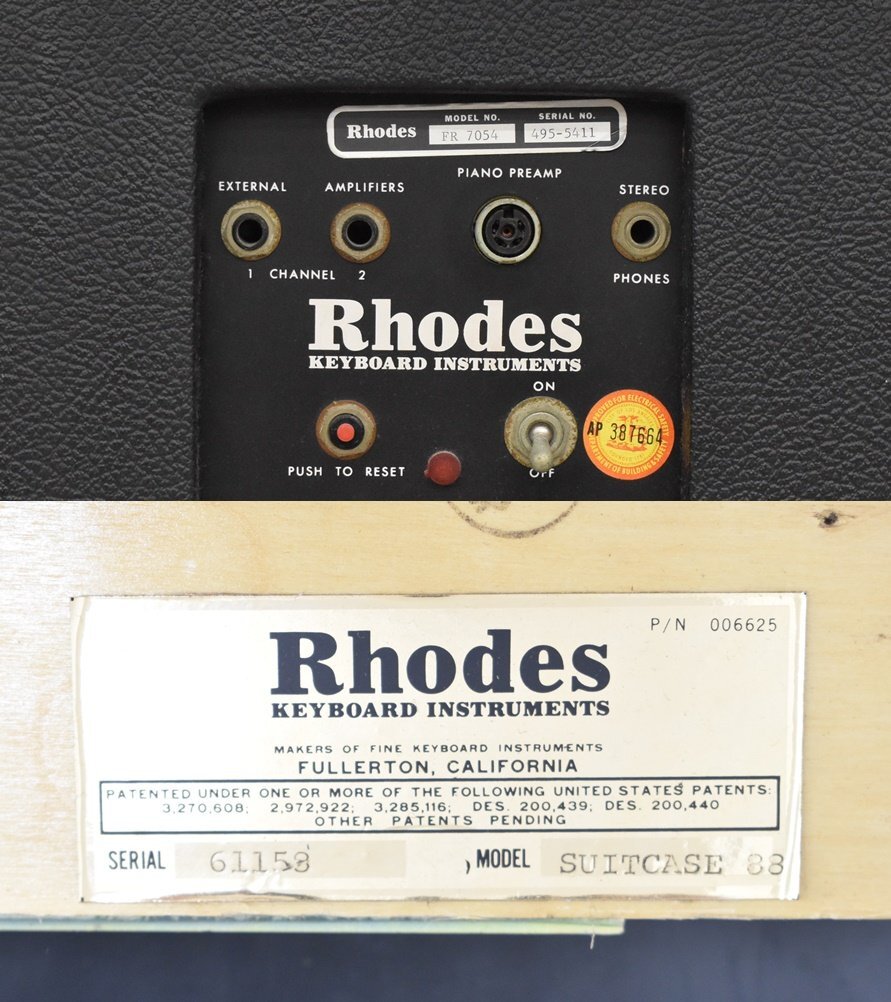 MODEL NO. SERIAL NO.
Rhodes FR 7054 495-5411
PIANO PREAMP
EXTERNAL AMPLIFIERS STEREO
1 CHANNEL 2 PHONES
Rhodes
KEYBOARD INSTRUMENTS
ON
AP 387664
PUSH TO RESET OFF
P/N 006625
Rhodes
KEYBOARD INSTRUMENTS
MAKERS OF FINE KEYBOARD INSTRUMENTS
FULLERTON, CALIFORNIA
PATENTED UNDER ONE OR MORE OF THE FOLLOWING UNITED STATES PATENTS:
3,270,608; 2,972,922; 3,285,116; DES. 200,439; DES. 200,440
OTHER PATENTS PENDING
SERIAL 61158 , MODEL SUITCASE 88